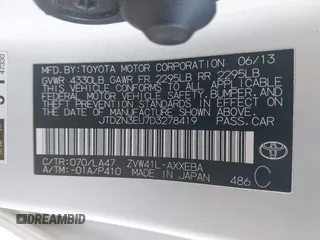 MFD. BY: TOYOTA MOTOR CORPORATION 06/13
GVWR 4330LB GAWR FR 2295LB RR 2295LB
THIS VEHICLE CONFORMS TO ALL APPLICABLE
FEDERAL MOTOR VEHICLE SAFETY, BUMPER, AND
THEFT PREVENTION STANDARDS IN EFFECT ON
THE DATE OF MANUFACTURE SHOWN ABOVE.
JTDZN3EU7D3278419 PASS.CAR
C/TR:070/LA47 ZVW41L-AXXEBA
A/TM:-01A/P410 MADE IN JAPAN 486 C
TOYOTA
47330
DREAMBID